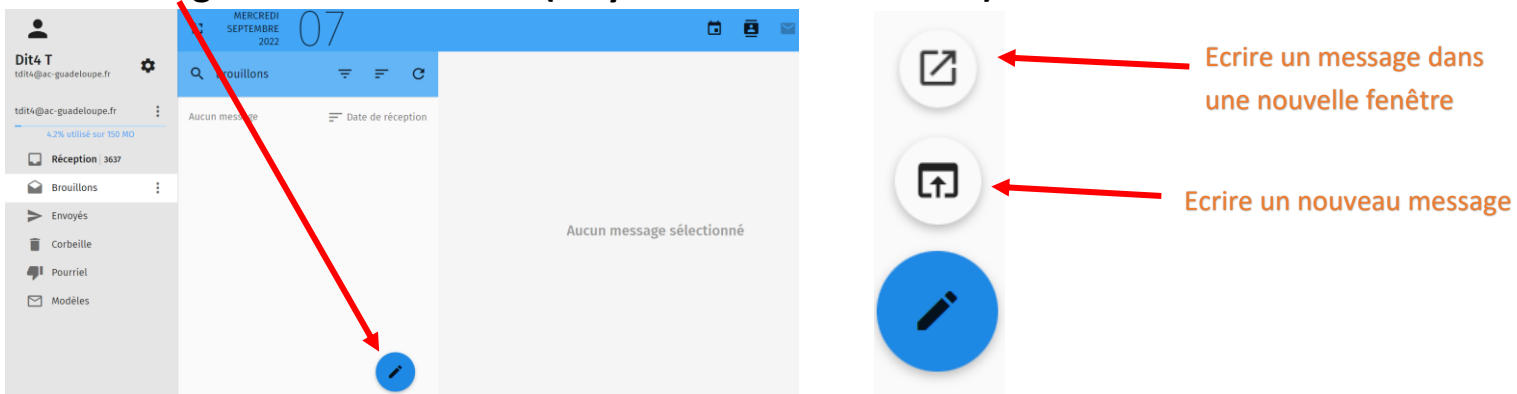 MERCREDI
SEPTEMBRE 07
2022
Dit4 T
tdit4@ac-guadeloupe.fr
tdit4@ac-guadeloupe.fr
4.2% utilisé sur 150 MO
Réception 3637
Brouillons
Envoyés
Corbeille
Pourriel
Modèles
Brouillons
Aucun message
Date de réception
Aucun message sélectionné
Ecrire un message dans
une nouvelle fenêtre
Ecrire un nouveau message